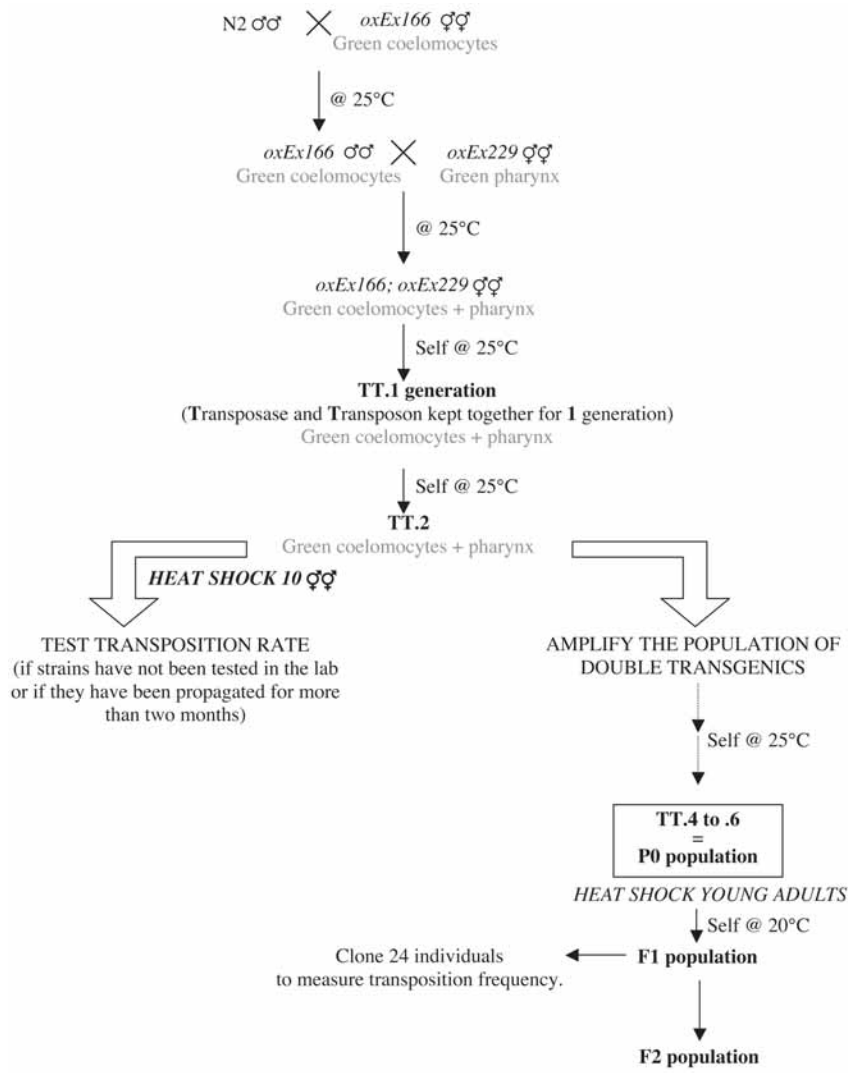 N2 ♂♂ ╳ oxEx166 ⚥⚥
Green coelomocytes
@ 25°C
oxEx166 ♂♂ ╳ oxEx229 ⚥⚥
Green coelomocytes Green pharynx
@ 25°C
oxEx166; oxEx229 ⚥⚥
Green coelomocytes + pharynx
Self @ 25°C
TT.1 generation
(Transposase and Transposon kept together for 1 generation)
Green coelomocytes + pharynx
Self @ 25°C
TT.2
Green coelomocytes + pharynx
HEAT SHOCK 10 ⚥⚥
TEST TRANSPOSITION RATE
(if strains have not been tested in the lab
or if they have been propagated for more
than two months)
AMPLIFY THE POPULATION OF
DOUBLE TRANSGENICS
Self @ 25°C
TT.4 to .6
=
P0 population
HEAT SHOCK YOUNG ADULTS
Self @ 20°C
Clone 24 individuals
to measure transposition frequency.
F1 population
F2 population